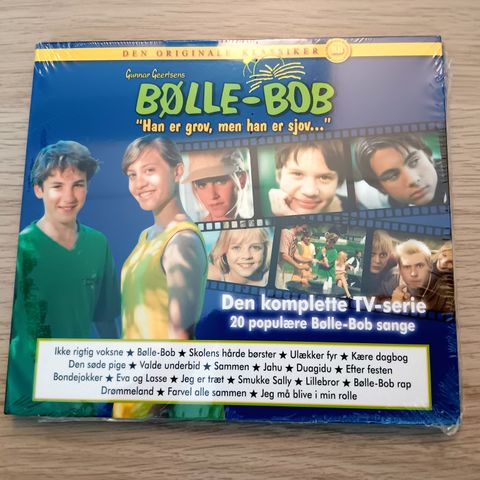 DEN ORIGINALE KLASSIKER
Gunnar Geertsens
BØLLE-BOB
"Han er grov, men han er sjov..."
Den komplette TV-serie
20 populære Bølle-Bob sange
Ikke rigtig voksne ★ Bølle-Bob ★ Skolens hårde børster ★ Ulækker fyr ★ Kære dagbog
Den søde pige ★ Valde underbid ★ Sammen ★ Jahu ★ Duagidu ★ Efter festen
Bondejokker ★ Eva og Lasse ★ Jeg er træt ★ Smukke Sally ★ Lillebror ★ Bølle-Bob rap
Drømmeland ★ Farvel alle sammen ★ Jeg må blive i min rolle